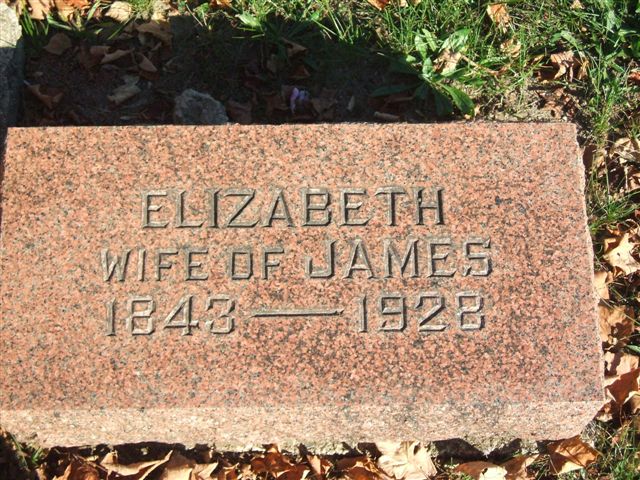 ELIZABETH
WIFE OF JAMES
1843 — 1928